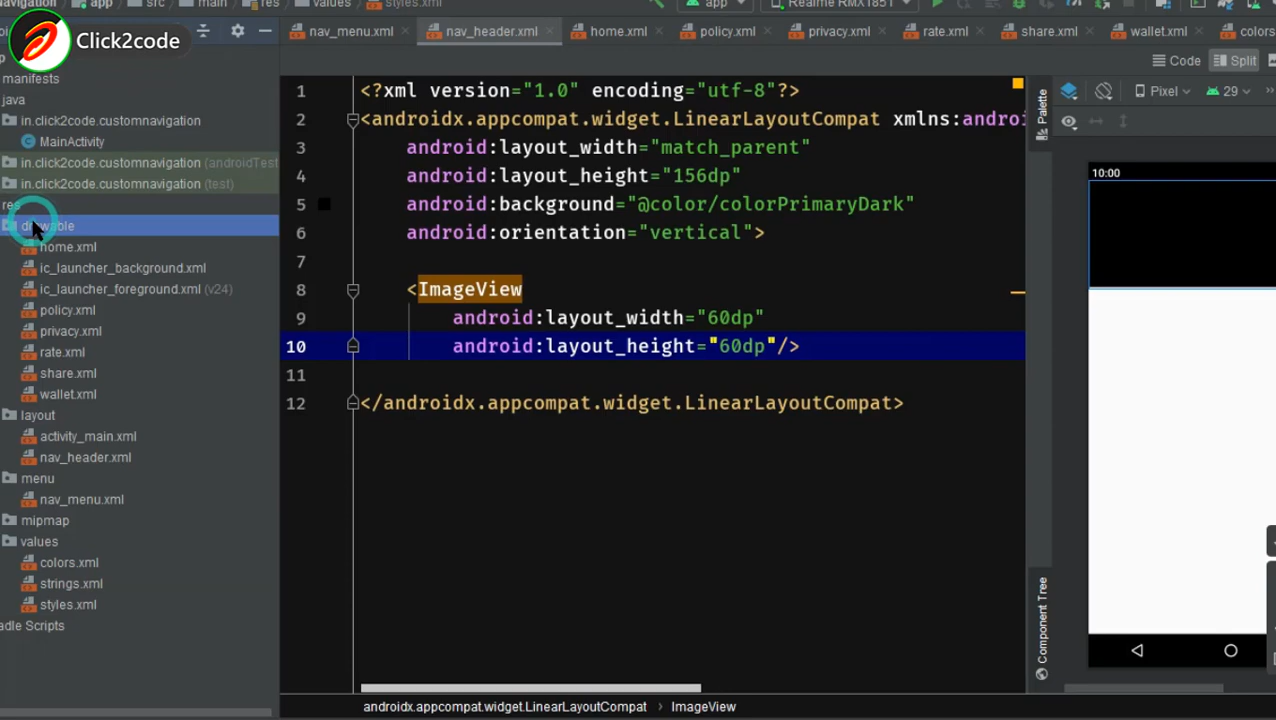 app src main res values styles.xml
app Realme RMX1851
Click2code
nav_menu.xml nav_header.xml home.xml policy.xml privacy.xml rate.xml share.xml wallet.xml colors
Code Split
manifests
java
in.click2code.customnavigation
MainActivity
in.click2code.customnavigation (androidTest
in.click2code.customnavigation (test)
res
drawable
home.xml
ic_launcher_background.xml
ic_launcher_foreground.xml (v24)
policy.xml
privacy.xml
rate.xml
share.xml
wallet.xml
layout
activity_main.xml
nav_header.xml
menu
nav_menu.xml
mipmap
values
colors.xml
strings.xml
styles.xml
adle Scripts
1 <?xml version="1.0" encoding="utf-8"?>
2 <androidx.appcompat.widget.LinearLayoutCompat xmlns:androi
3 android:layout_width="match_parent"
4 android:layout_height="156dp"
5 android:background="@color/colorPrimaryDark"
6 android:orientation="vertical">
7
8 <ImageView
9 android:layout_width="60dp"
10 android:layout_height="60dp"/>
11
12 </androidx.appcompat.widget.LinearLayoutCompat>
Palette
Component Tree
Pixel 29
10:00
androidx.appcompat.widget.LinearLayoutCompat › ImageView